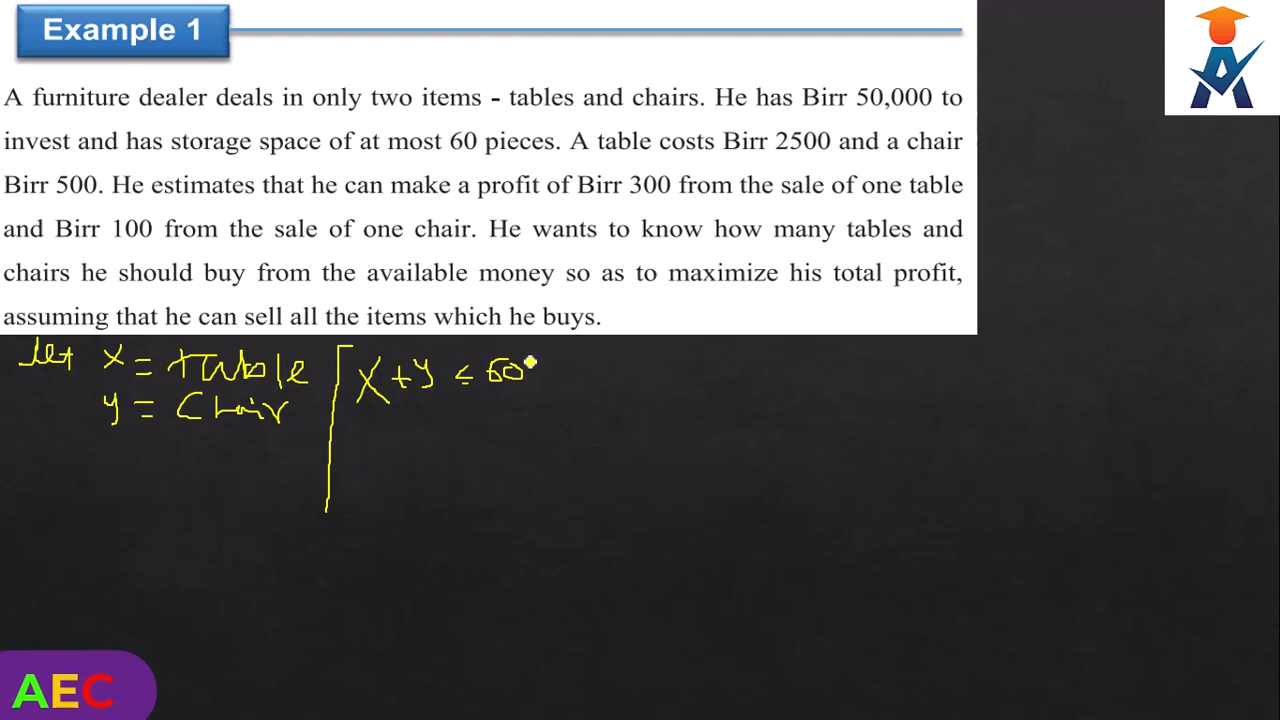 Example 1
A furniture dealer deals in only two items - tables and chairs. He has Birr 50,000 to
invest and has storage space of at most 60 pieces. A table costs Birr 2500 and a chair
Birr 500. He estimates that he can make a profit of Birr 300 from the sale of one table
and Birr 100 from the sale of one chair. He wants to know how many tables and
chairs he should buy from the available money so as to maximize his total profit,
assuming that he can sell all the items which he buys.
let x = table
y = Chair
x + y ≤ 60
AEC